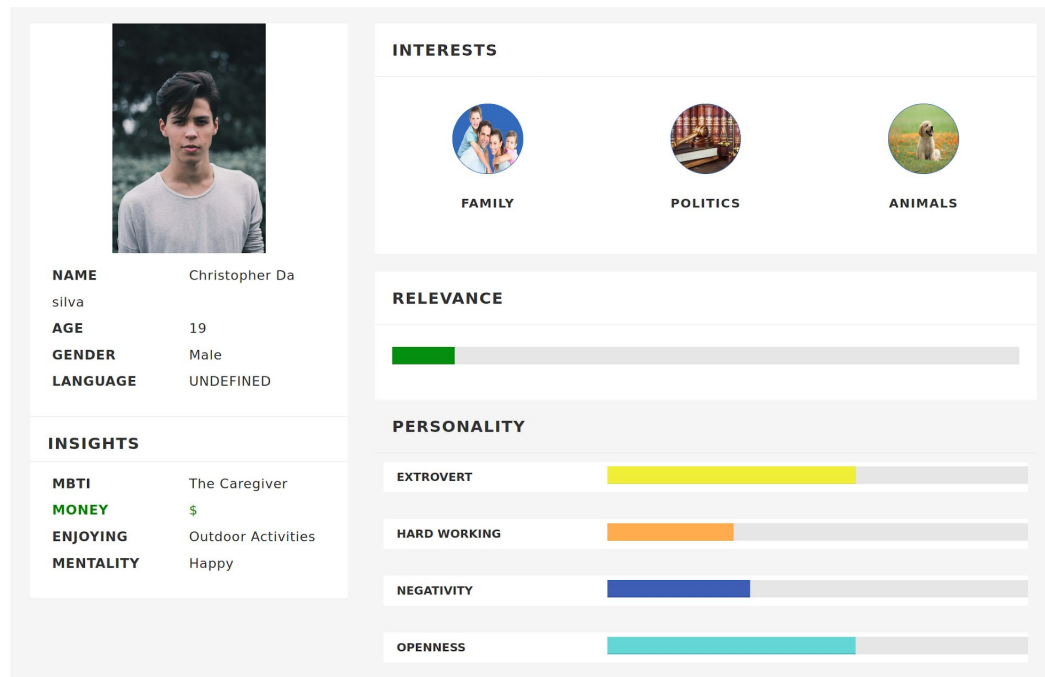 NAME Christopher Da
silva
AGE 19
GENDER Male
LANGUAGE UNDEFINED
INSIGHTS
MBTI The Caregiver
MONEY $
ENJOYING Outdoor Activities
MENTALITY Happy
INTERESTS
FAMILY POLITICS ANIMALS
RELEVANCE
PERSONALITY
EXTROVERT
HARD WORKING
NEGATIVITY
OPENNESS